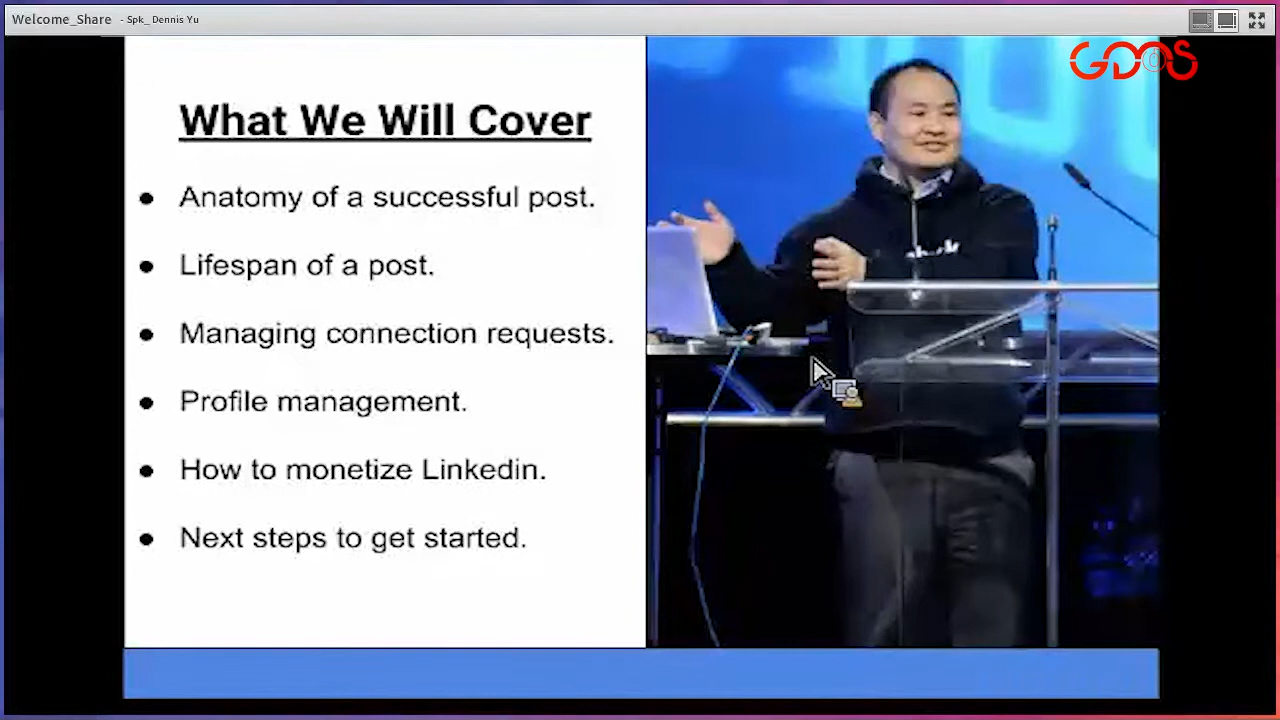 Welcome_Share - Spk_ Dennis Yu
GDMS
What We Will Cover
● Anatomy of a successful post.
● Lifespan of a post.
● Managing connection requests.
● Profile management.
● How to monetize Linkedin.
● Next steps to get started.